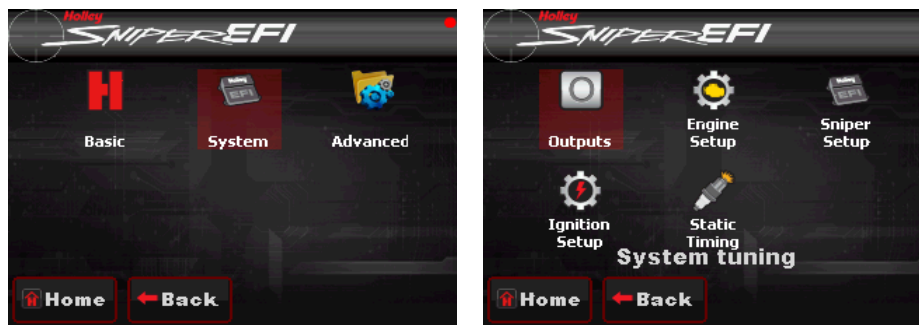 Holley
SNIPER EFI
Basic
System
Advanced
Home
Back
Holley
SNIPER EFI
Outputs
Engine
Setup
Sniper
Setup
Ignition
Setup
Static
Timing
System tuning
Home
Back